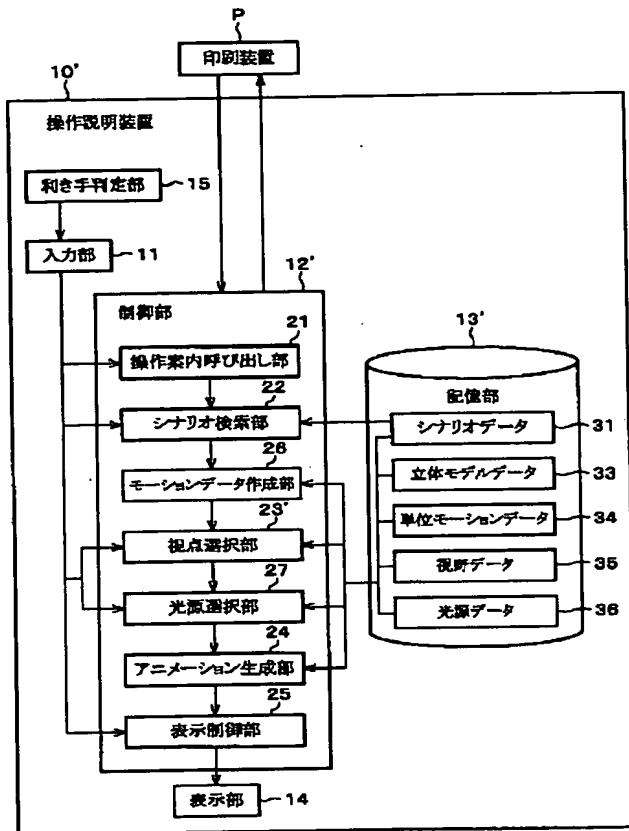 P
印刷装置
10'
操作説明装置
利き手判定部
15
入力部
11
12'
制御部
21
操作案内呼び出し部
22
シナリオ検索部
26
モーションデータ作成部
23'
視点選択部
27
光源選択部
24
アニメーション生成部
25
表示制御部
表示部
14
13'
記憶部
シナリオデータ
31
立体モデルデータ
33
単位モーションデータ
34
視野データ
35
光源データ
36